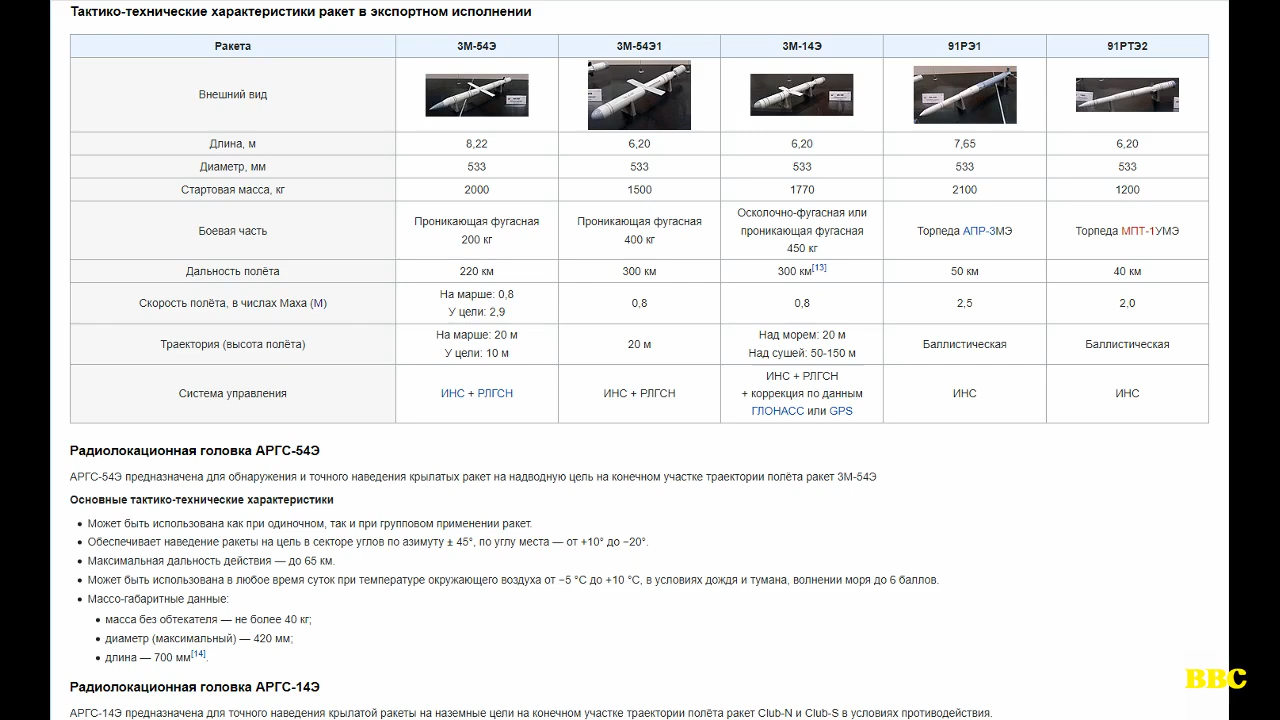 Тактико-технические характеристики ракет в экспортном исполнении
Ракета 3М-54Э 3М-54Э1 3М-14Э 91РЭ1 91РТЭ2
Внешний вид
Длина, м 8,22 6,20 6,20 7,65 6,20
Диаметр, мм 533 533 533 533 533
Стартовая масса, кг 2000 1500 1770 2100 1200
Боевая часть Проникающая фугасная 200 кг Проникающая фугасная 400 кг Осколочно-фугасная или проникающая фугасная 450 кг Торпеда АПР-3МЭ Торпеда МПТ-1УМЭ
Дальность полёта 220 км 300 км 300 км[13] 50 км 40 км
Скорость полёта, в числах Маха (М) На марше: 0,8 У цели: 2,9 0,8 0,8 2,5 2,0
Траектория (высота полёта) На марше: 20 м У цели: 10 м 20 м Над морем: 20 м Над сушей: 50-150 м Баллистическая Баллистическая
Система управления ИНС + РЛГСН ИНС + РЛГСН ИНС + РЛГСН + коррекция по данным ГЛОНАСС или GPS ИНС ИНС
Радиолокационная головка АРГС-54Э
АРГС-54Э предназначена для обнаружения и точного наведения крылатых ракет на надводную цель на конечном участке траектории полёта ракет 3М-54Э
Основные тактико-технические характеристики
• Может быть использована как при одиночном, так и при групповом применении ракет.
• Обеспечивает наведение ракеты на цель в секторе углов по азимуту ± 45°, по углу места — от +10° до −20°.
• Максимальная дальность действия — до 65 км.
• Может быть использована в любое время суток при температуре окружающего воздуха от −5 °C до +10 °C, в условиях дождя и тумана, волнении моря до 6 баллов.
• Массо-габаритные данные:
• масса без обтекателя — не более 40 кг;
• диаметр (максимальный) — 420 мм;
• длина — 700 мм[14].
Радиолокационная головка АРГС-14Э
АРГС-14Э предназначена для точного наведения крылатой ракеты на наземные цели на конечном участке траектории полёта ракет Club-N и Club-S в условиях противодействия.
BBC